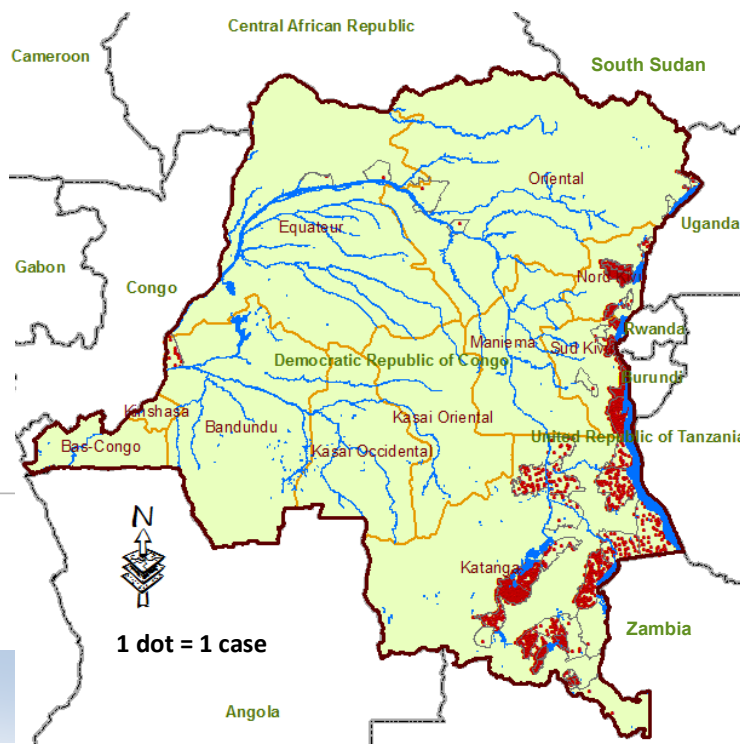 Central African Republic
Cameroon
South Sudan
Oriental
Uganda
Equateur
Gabon
Nord
Congo
Rwanda
Maniema
Sud Kivu
Democratic Republic of Congo
Burundi
Kinshasa
Kasai Oriental
Bandundu
United Republic of Tanzania
Bas-Congo
Kasai Occidental
N
Katanga
Zambia
1 dot = 1 case
Angola